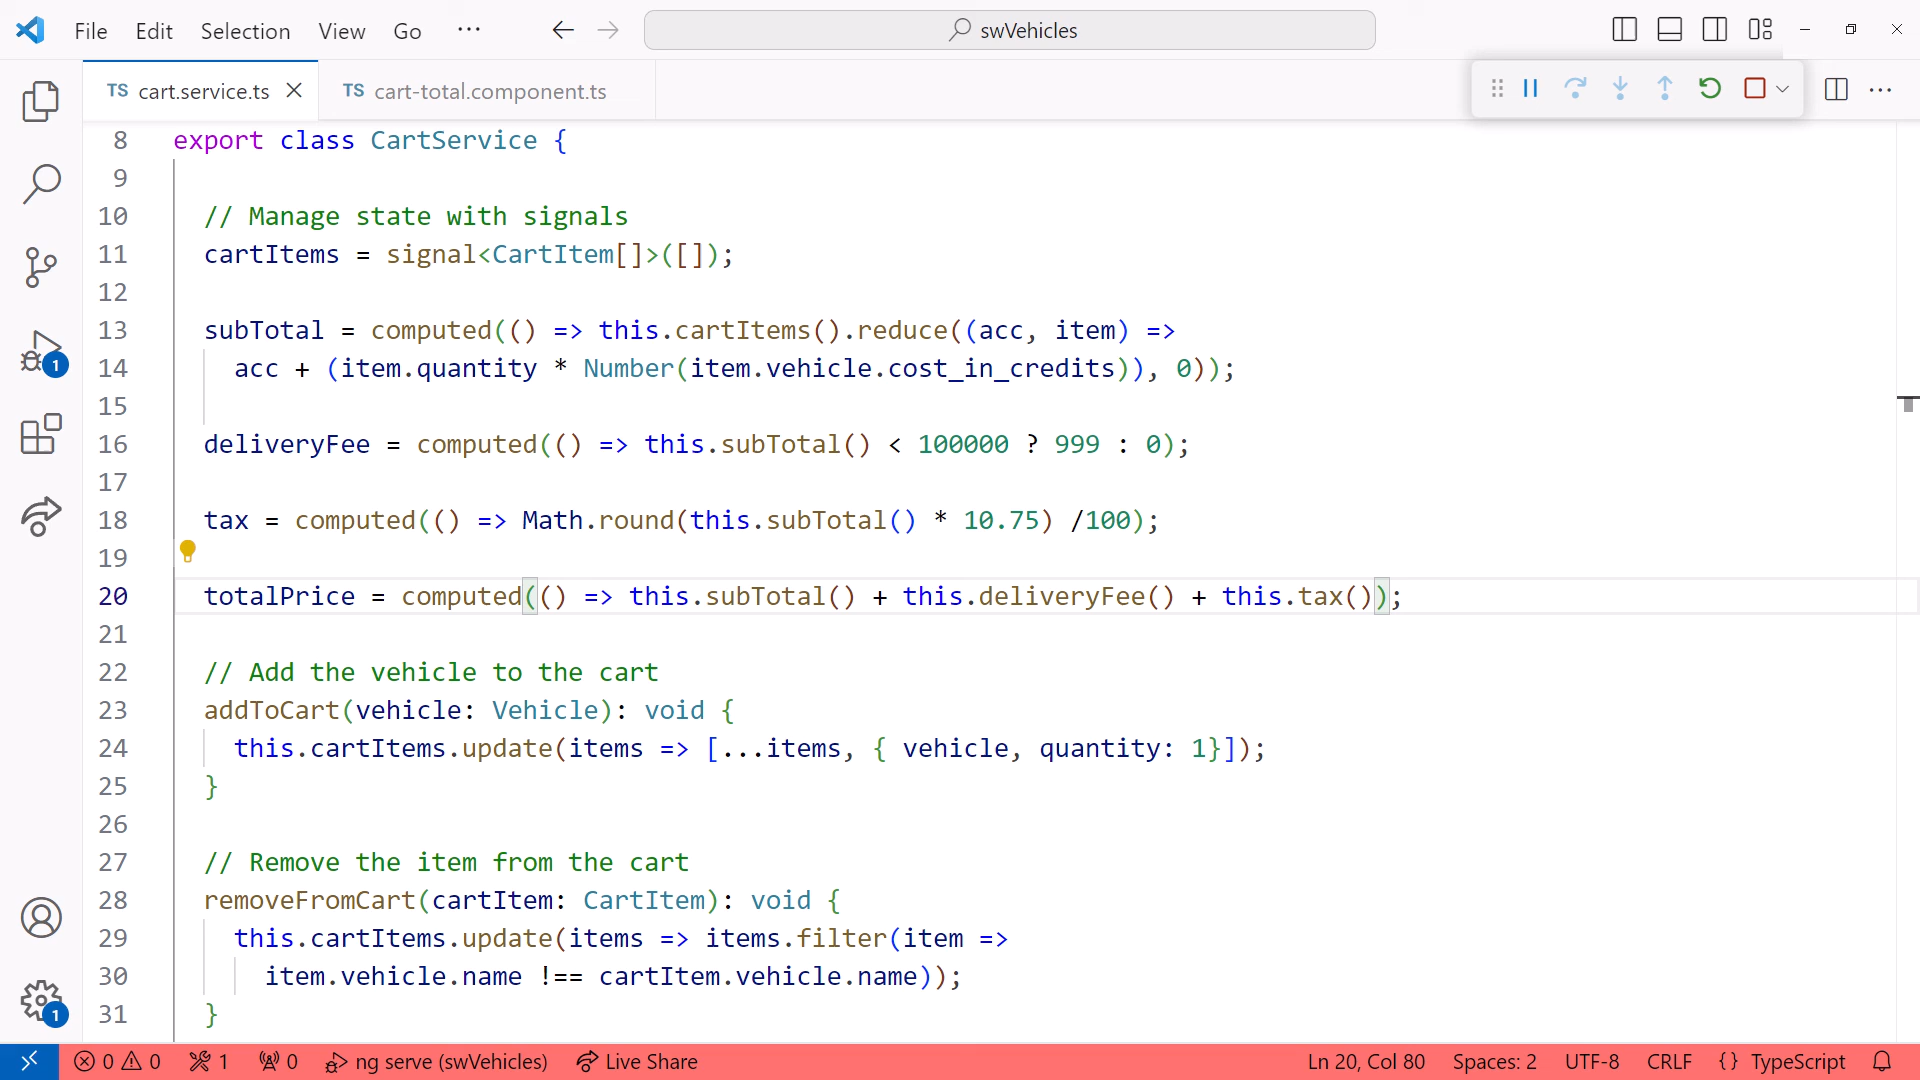 File Edit Selection View Go ··· swVehicles
TS cart.service.ts TS cart-total.component.ts
8 export class CartService {
9
10 // Manage state with signals
11 cartItems = signal<CartItem[]>([]);
12
13 subTotal = computed(() => this.cartItems().reduce((acc, item) =>
14 acc + (item.quantity * Number(item.vehicle.cost_in_credits)), 0));
15
16 deliveryFee = computed(() => this.subTotal() < 100000 ? 999 : 0);
17
18 tax = computed(() => Math.round(this.subTotal() * 10.75) /100);
19
20 totalPrice = computed(() => this.subTotal() + this.deliveryFee() + this.tax());
21
22 // Add the vehicle to the cart
23 addToCart(vehicle: Vehicle): void {
24 this.cartItems.update(items => [...items, { vehicle, quantity: 1}]);
25 }
26
27 // Remove the item from the cart
28 removeFromCart(cartItem: CartItem): void {
29 this.cartItems.update(items => items.filter(item =>
30 item.vehicle.name !== cartItem.vehicle.name));
31 }
1
1
0 0 1 0 ng serve (swVehicles) Live Share Ln 20, Col 80 Spaces: 2 UTF-8 CRLF {} TypeScript